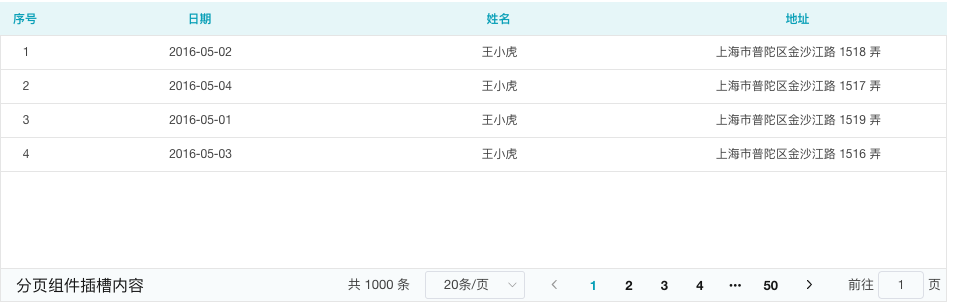 序号 日期 姓名 地址
1 2016-05-02 王小虎 上海市普陀区金沙江路 1518 弄
2 2016-05-04 王小虎 上海市普陀区金沙江路 1517 弄
3 2016-05-01 王小虎 上海市普陀区金沙江路 1519 弄
4 2016-05-03 王小虎 上海市普陀区金沙江路 1516 弄
分页组件插槽内容 共 1000 条 20条/页 1 2 3 4 ••• 50 前往 1 页